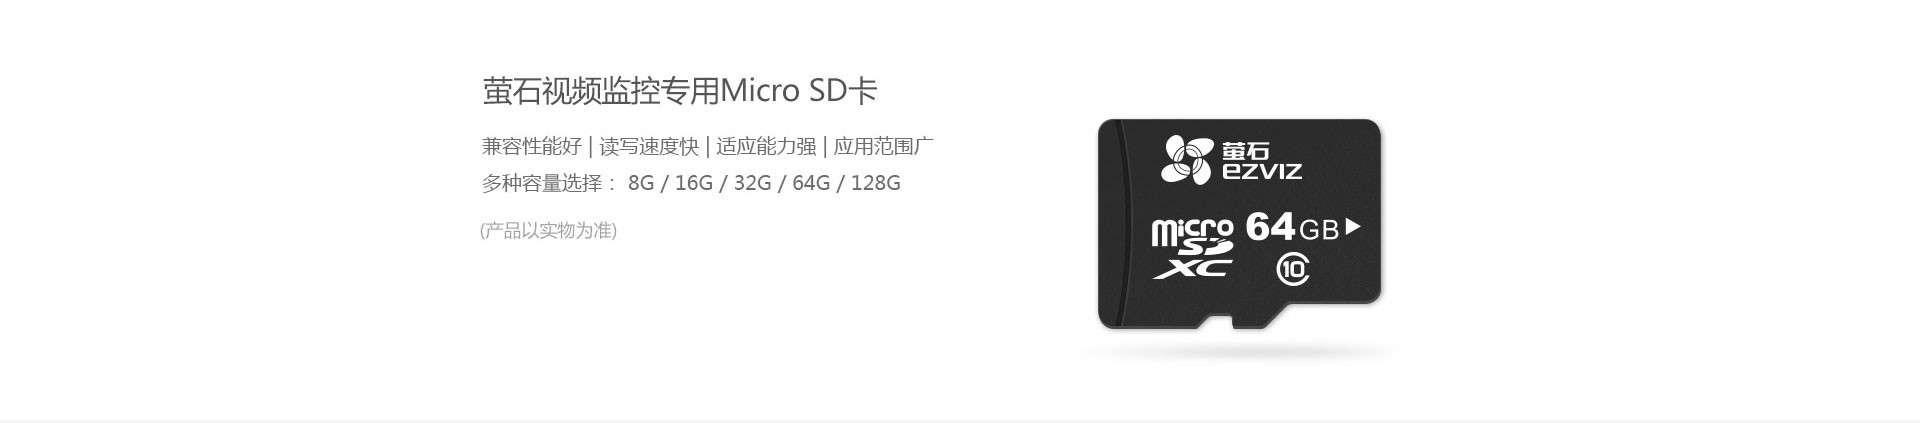 萤石视频监控专用Micro SD卡
兼容性能好 | 读写速度快 | 适应能力强 | 应用范围广
多种容量选择： 8G / 16G / 32G / 64G / 128G
(产品以实物为准)
萤石
ezviz
micro
SD
XC
64GB
10